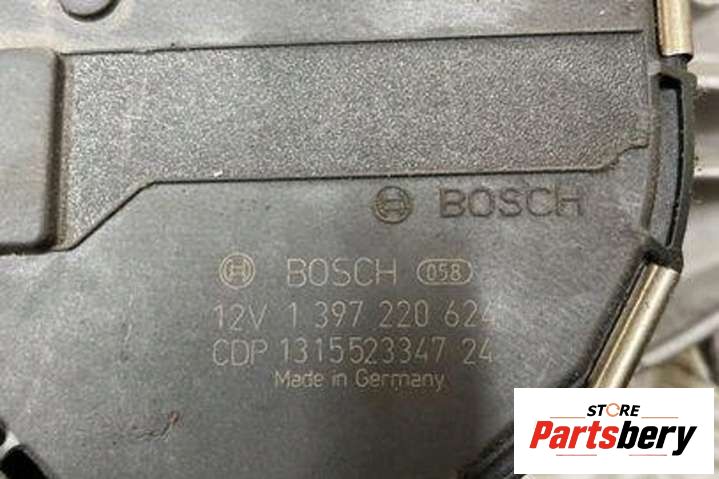 BOSCH
BOSCH 058
12V 1 397 220 624
CDP 1315523347 24
Made in Germany
STORE
Partsbery